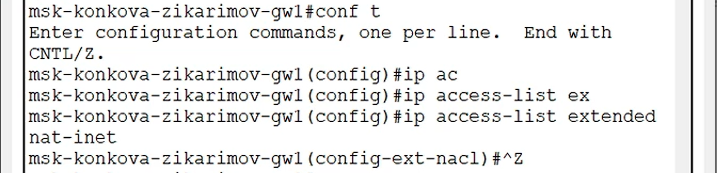 msk-konkova-zikarimov-gw1#conf t
Enter configuration commands, one per line.  End with
CNTL/Z.
msk-konkova-zikarimov-gw1(config)#ip ac
msk-konkova-zikarimov-gw1(config)#ip access-list ex
msk-konkova-zikarimov-gw1(config)#ip access-list extended
nat-inet
msk-konkova-zikarimov-gw1(config-ext-nacl)#^Z